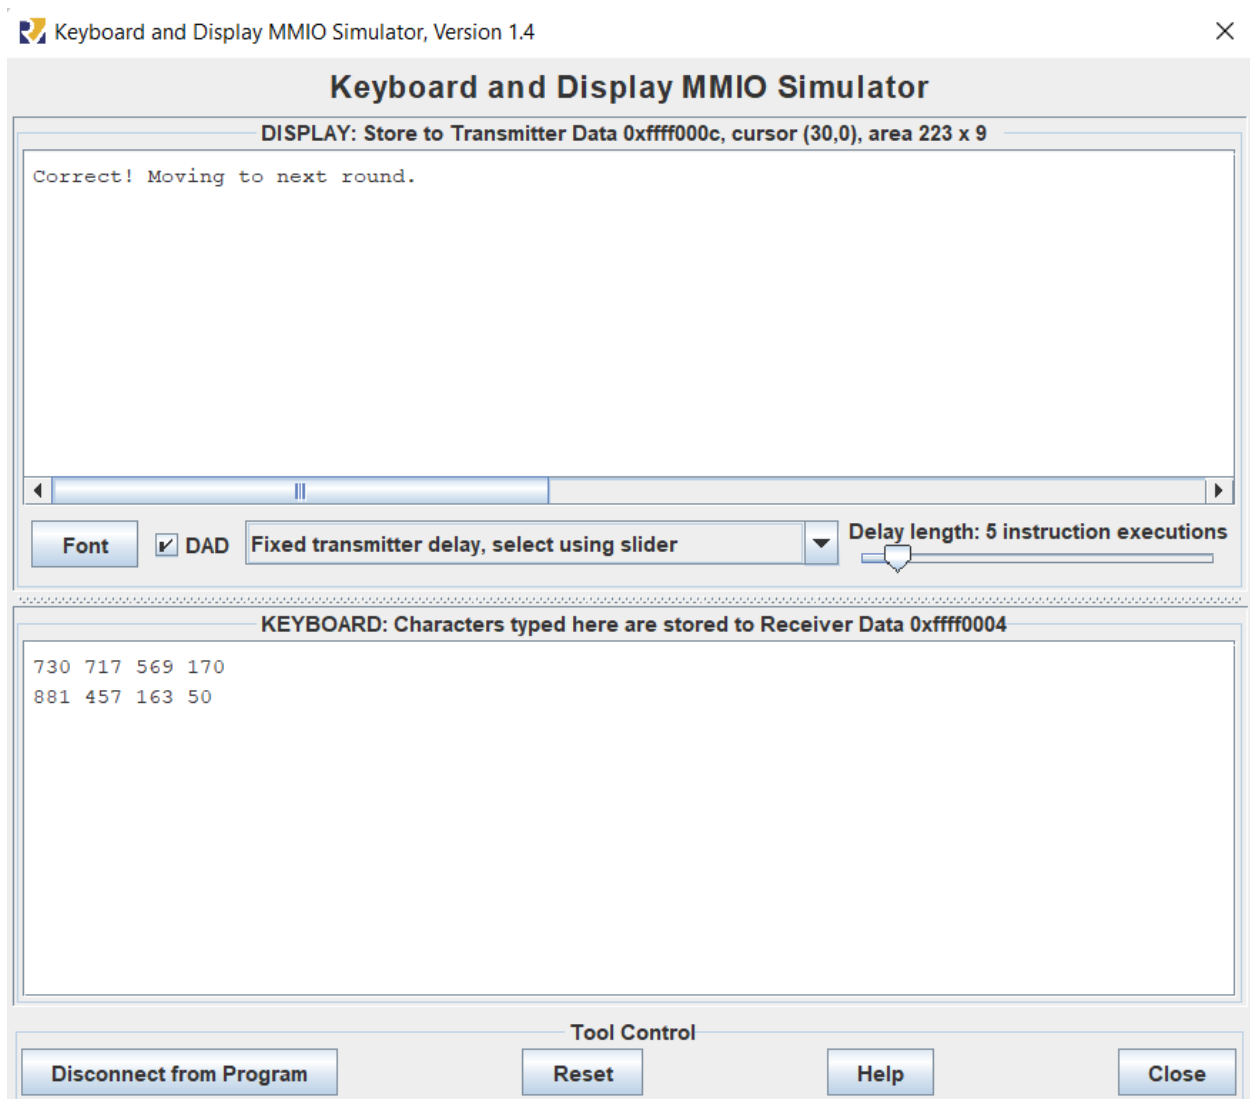 Keyboard and Display MMIO Simulator, Version 1.4
Keyboard and Display MMIO Simulator
DISPLAY: Store to Transmitter Data 0xffff000c, cursor (30,0), area 223 x 9
Correct! Moving to next round.
Font
DAD
Fixed transmitter delay, select using slider
Delay length: 5 instruction executions
KEYBOARD: Characters typed here are stored to Receiver Data 0xffff0004
730 717 569 170
881 457 163 50
Tool Control
Disconnect from Program
Reset
Help
Close